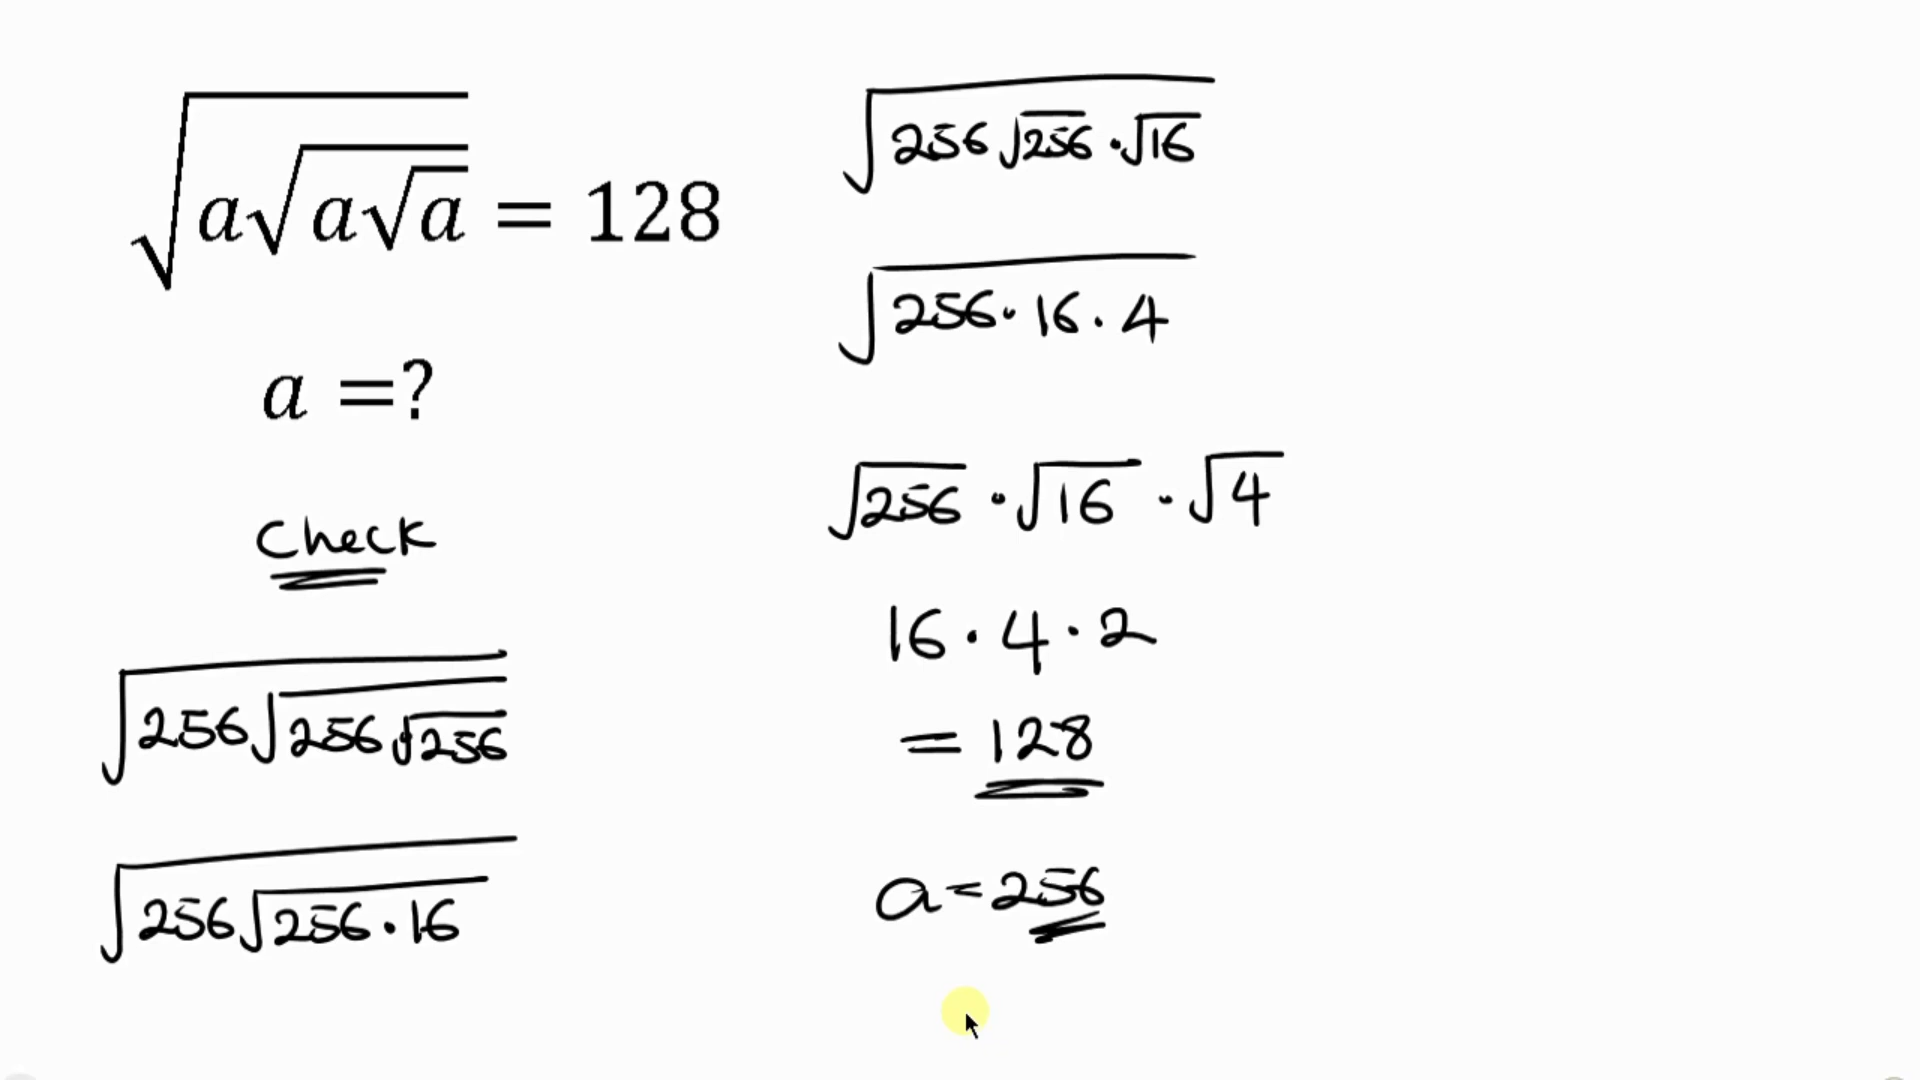 √(a√(a√a)) = 128
a =?
Check
√(256√(256√256))
√(256√(256·16))
√(256√256·√16)
√(256·16·4)
√256·√16·√4
16·4·2
= 128
a=256